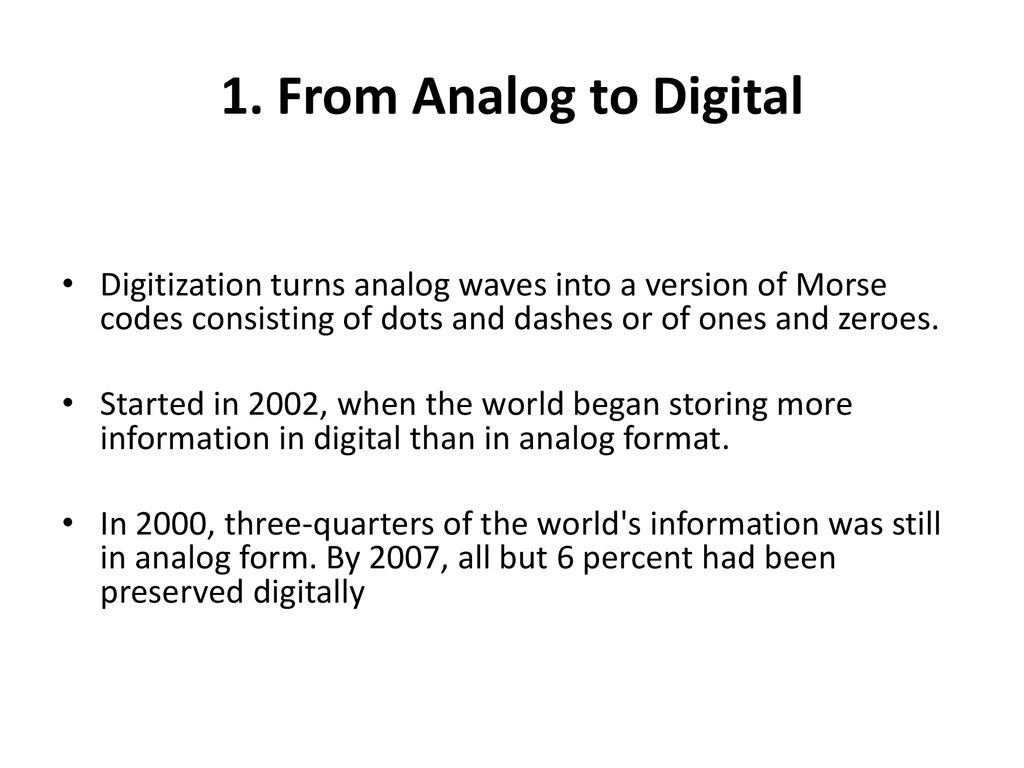 1. From Analog to Digital
• Digitization turns analog waves into a version of Morse
codes consisting of dots and dashes or of ones and zeroes.
• Started in 2002, when the world began storing more
information in digital than in analog format.
• In 2000, three-quarters of the world's information was still
in analog form. By 2007, all but 6 percent had been
preserved digitally